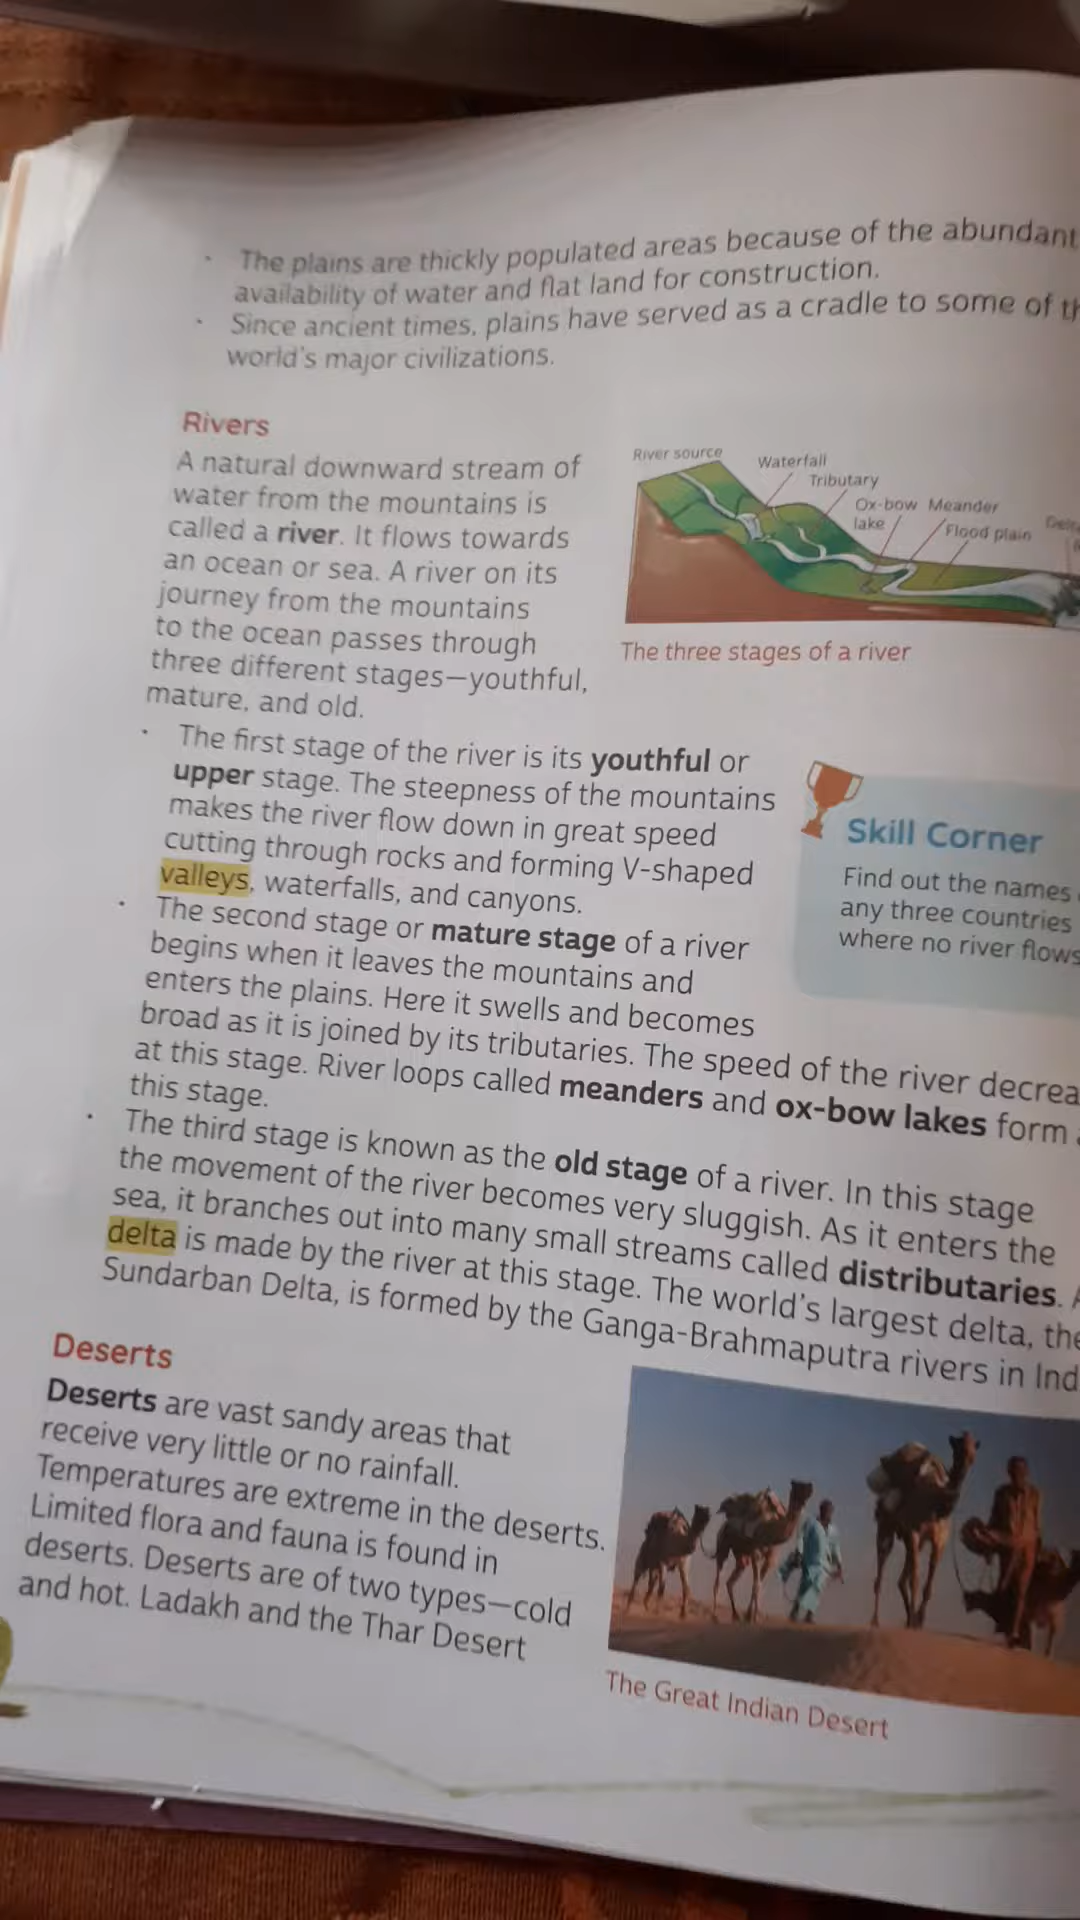 The plains are thickly populated areas because of the abundant
availability of water and flat land for construction.
Since ancient times, plains have served as a cradle to some of
world's major civilizations.
Rivers
A natural downward stream of
water from the mountains is
called a river. It flows towards
an ocean or sea. A river on its
journey from the mountains
to the ocean passes through
three different stages—youthful,
mature, and old.
River source
Waterfall
Tributary
Ox-bow lake
Meander
Flood plain
The three stages of a river
The first stage of the river is its youthful or
upper stage. The steepness of the mountains
makes the river flow down in great speed
cutting through rocks and forming V-shaped
valleys, waterfalls, and canyons.
The second stage or mature stage of a river
begins when it leaves the mountains and
enters the plains. Here it swells and becomes
broad as it is joined by its tributaries. The speed of the river
at this stage. River loops called meanders and ox-bow lakes form
this stage.
The third stage is known as the old stage of a river. In this stage
the movement of the river becomes very sluggish. As it enters the
sea, it branches out into many small streams called distributaries.
delta is made by the river at this stage. The world's largest delta,
Sundarban Delta, is formed by the Ganga-Brahmaputra rivers in
Skill Corner
Find out the names
any three countries
where no river flows
Deserts
Deserts are vast sandy areas that
receive very little or no rainfall.
Temperatures are extreme in the deserts.
Limited flora and fauna is found in
deserts. Deserts are of two types—cold
and hot. Ladakh and the Thar Desert
The Great Indian Desert